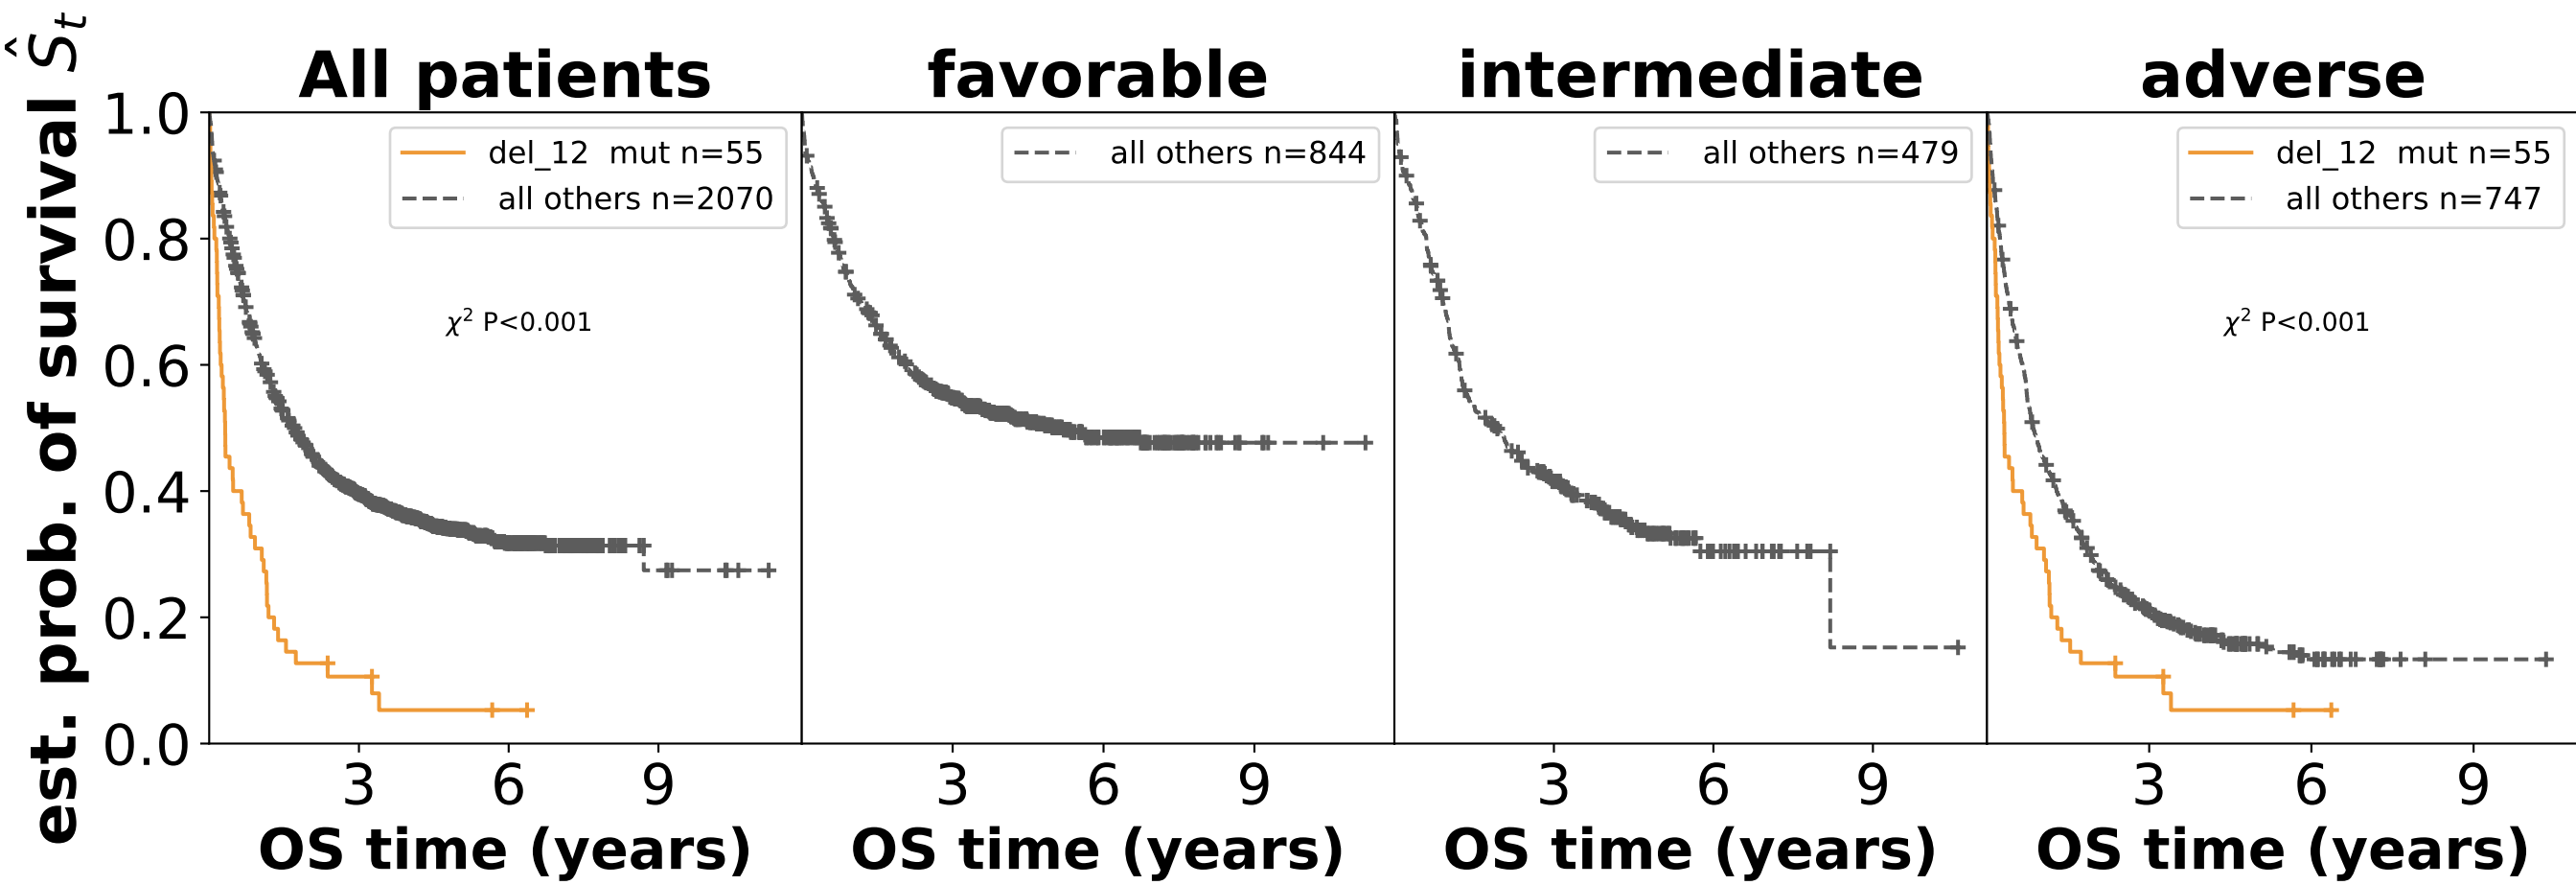 est. prob. of survival Ŝt
All patients
favorable
intermediate
adverse
1.0
0.8
0.6
0.4
0.2
0.0
del_12 mut n=55
all others n=2070
χ² P<0.001
3 6 9
OS time (years)
all others n=844
3 6 9
OS time (years)
all others n=479
3 6 9
OS time (years)
del_12 mut n=55
all others n=747
χ² P<0.001
3 6 9
OS time (years)